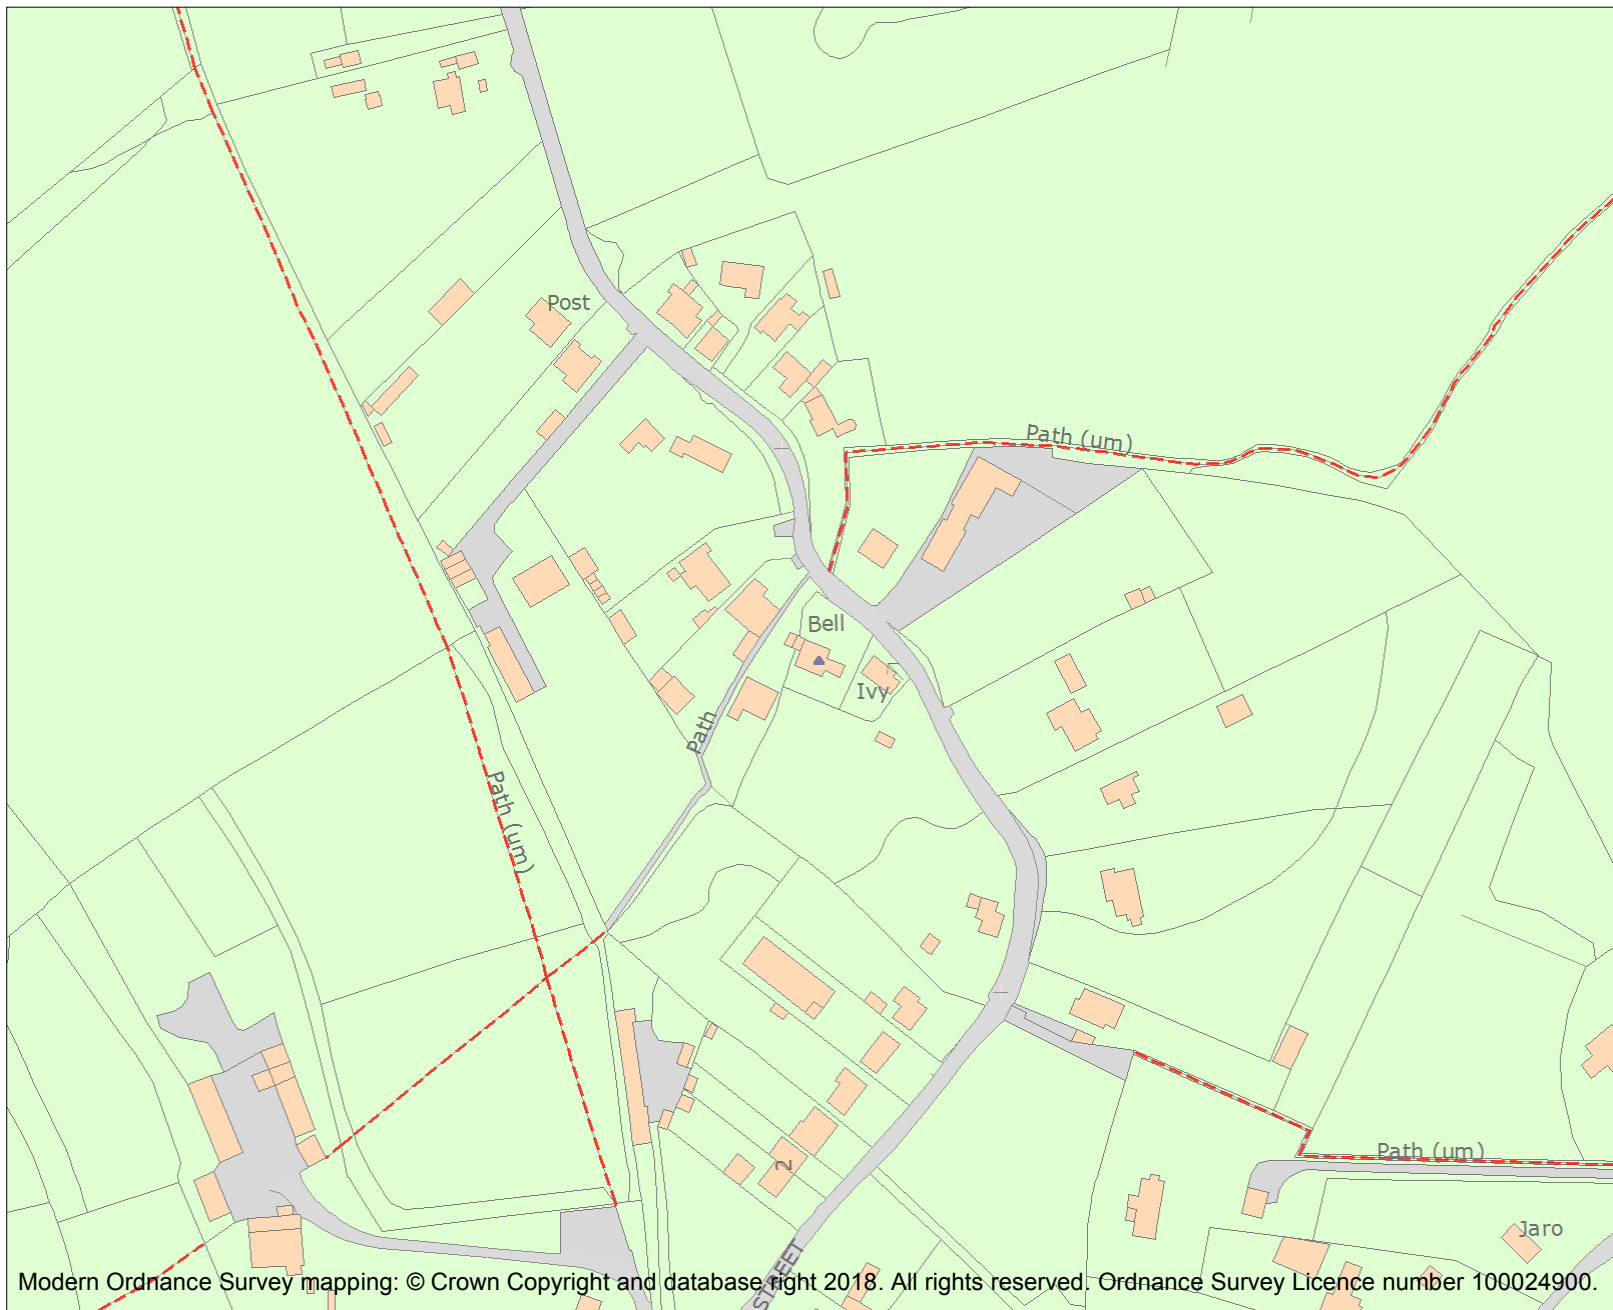 Post
Path (um)
Bell
Ivy
Path
Path (um)
Path (um)
2
Jaro
STREET
Modern Ordnance Survey mapping: © Crown Copyright and database right 2018. All rights reserved. Ordnance Survey Licence number 100024900.